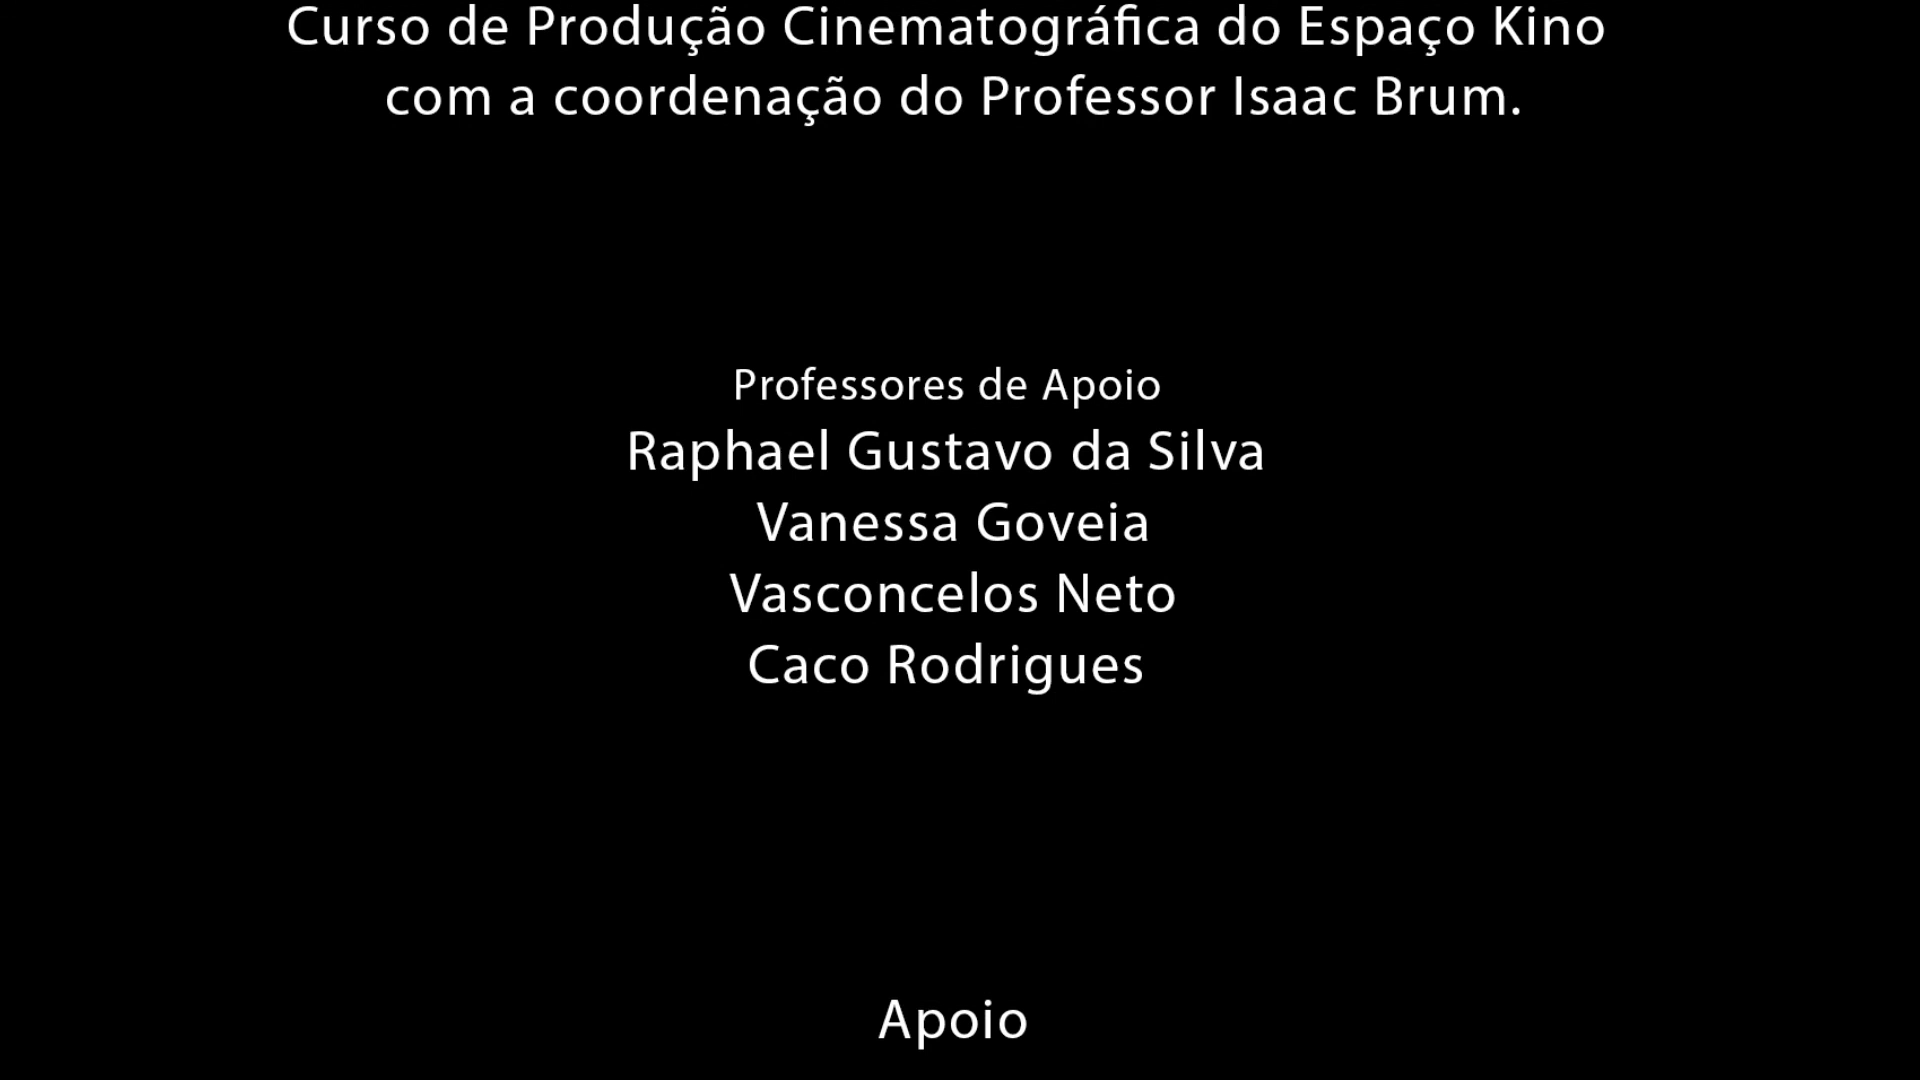 Curso de Produção Cinematográfica do Espaço Kino
com a coordenação do Professor Isaac Brum.
Professores de Apoio
Raphael Gustavo da Silva
Vanessa Goveia
Vasconcelos Neto
Caco Rodrigues
Apoio